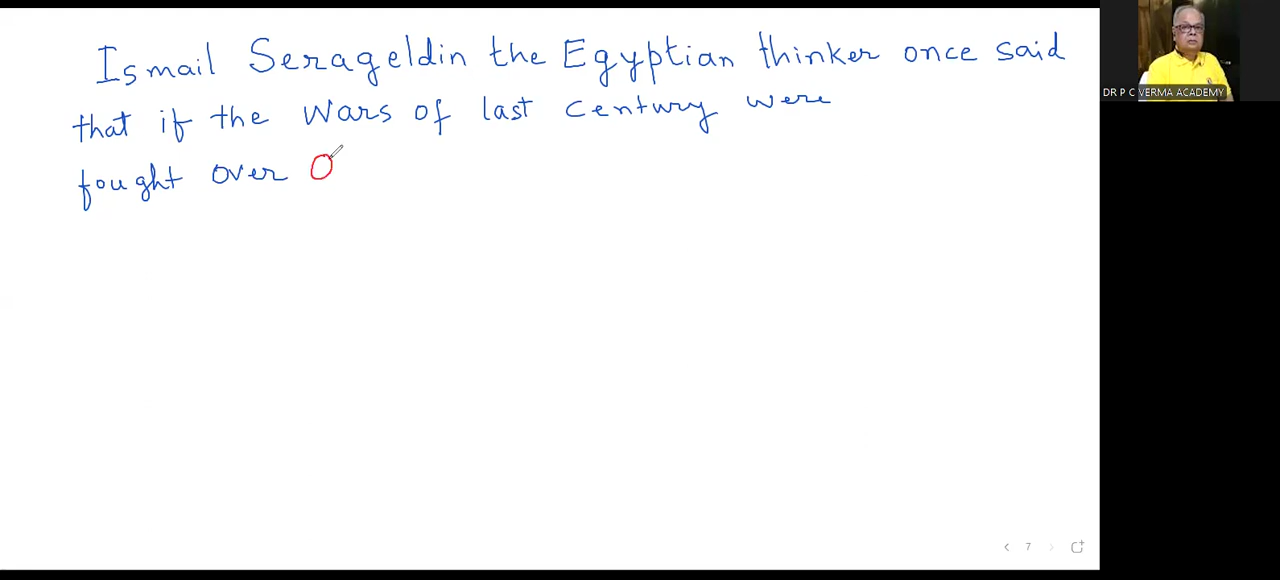 Ismail Serageldin the Egyptian thinker once said
that if the wars of last century were
fought over O
DR P C VERMA ACADEMY
7